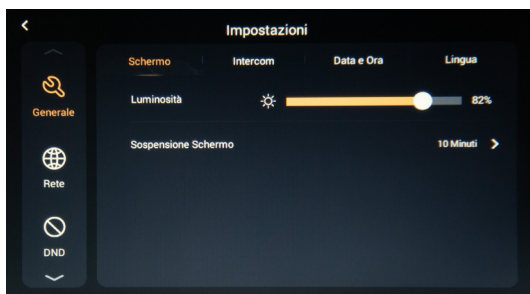 Impostazioni
Schermo Intercom Data e Ora Lingua
Generale
Luminosità 82%
Sospensione Schermo 10 Minuti
Rete
DND